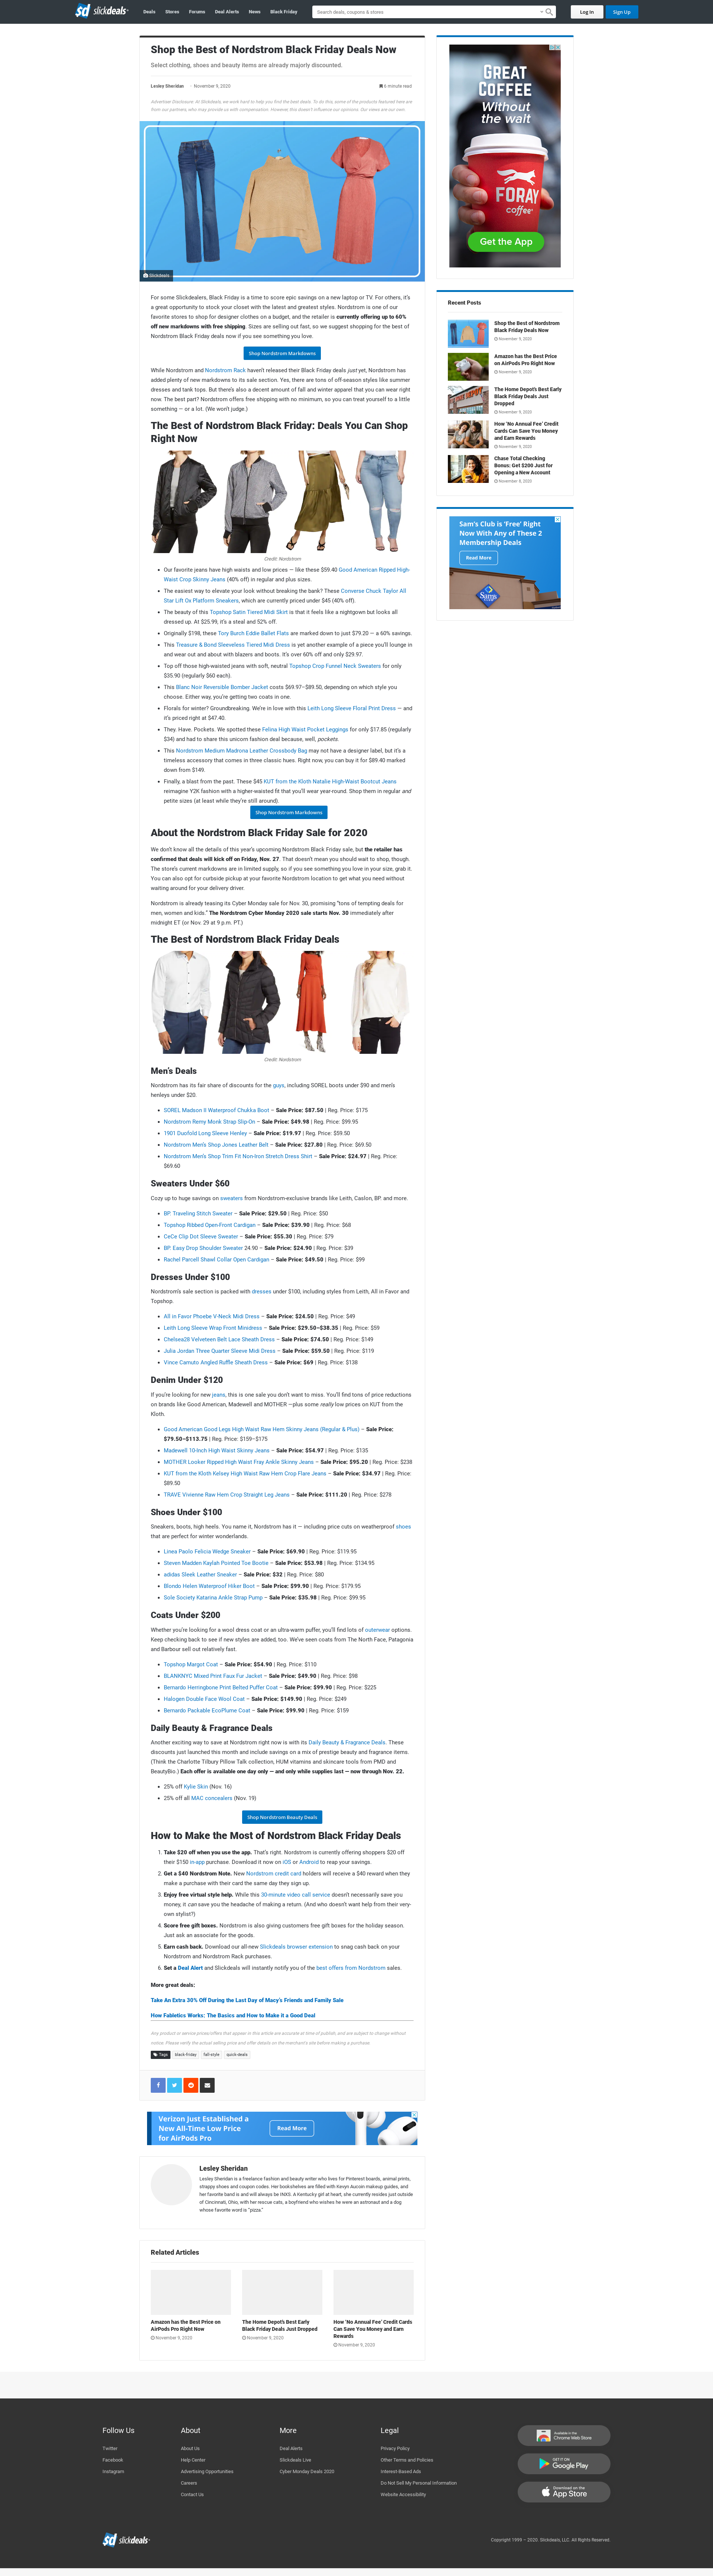 slickdeals
Deals
Stores
Forums
Deal Alerts
News
Black Friday
Search deals, coupons & stores
Log In
Sign Up
Shop the Best of Nordstrom Black Friday Deals Now
Select clothing, shoes and beauty items are already majorly discounted.
Lesley Sheridan · November 9, 2020
6 minute read
Advertiser Disclosure: At Slickdeals, we work hard to help you find the best deals. To do this, some of the products featured here are
from our partners, who may provide us with compensation. However, this doesn't influence our opinions. Our views are our own.
Slickdeals
For some Slickdealers, Black Friday is a time to score epic savings on a new laptop or TV. For others, it's
a great opportunity to stock your closet with the latest and greatest styles. Nordstrom is one of our
favorite stores to shop for designer clothes on a budget, and the retailer is currently offering up to 60%
off new markdowns with free shipping. Sizes are selling out fast, so we suggest shopping for the best of
Nordstrom Black Friday deals now if you see something you love.
Shop Nordstrom Markdowns
While Nordstrom and Nordstrom Rack haven't released their Black Friday deals just yet, Nordstrom has
added plenty of new markdowns to its sale section. Yes, there are tons of off-season styles like summer
dresses and tank tops. But there's also a decent amount of fall and winter apparel that you can wear right
now. The best part? Nordstrom offers free shipping with no minimum, so you can treat yourself to a little
something — or a lot. (We won't judge.)
The Best of Nordstrom Black Friday: Deals You Can Shop
Right Now
Credit: Nordstrom
Our favorite jeans have high waists and low prices — like these $59.40 Good American Ripped High-
Waist Crop Skinny Jeans (40% off) in regular and plus sizes.
The easiest way to elevate your look without breaking the bank? These Converse Chuck Taylor All
Star Lift Ox Platform Sneakers, which are currently priced under $45 (40% off).
The beauty of this Topshop Satin Tiered Midi Skirt is that it feels like a nightgown but looks all
dressed up. At $25.99, it's a steal and 52% off.
Originally $198, these Tory Burch Eddie Ballet Flats are marked down to just $79.20 — a 60% savings.
This Treasure & Bond Sleeveless Tiered Midi Dress is yet another example of a piece you'll lounge in
and wear out and about with blazers and boots. It's over 60% off and only $29.97.
Top off those high-waisted jeans with soft, neutral Topshop Crop Funnel Neck Sweaters for only
$35.90 (regularly $60 each).
This Blanc Noir Reversible Bomber Jacket costs $69.97–$89.50, depending on which style you
choose. Either way, you're getting two coats in one.
Florals for winter? Groundbreaking. We're in love with this Leith Long Sleeve Floral Print Dress — and
it's priced right at $47.40.
They. Have. Pockets. We spotted these Felina High Waist Pocket Leggings for only $17.85 (regularly
$34) and had to share this unicorn fashion deal because, well, pockets.
This Nordstrom Medium Madrona Leather Crossbody Bag may not have a designer label, but it's a
timeless accessory that comes in three classic hues. Right now, you can buy it for $89.40 marked
down from $149.
Finally, a blast from the past. These $45 KUT from the Kloth Natalie High-Waist Bootcut Jeans
reimagine Y2K fashion with a higher-waisted fit that you'll wear year-round. Shop them in regular and
petite sizes (at least while they're still around).
Shop Nordstrom Markdowns
About the Nordstrom Black Friday Sale for 2020
We don't know all the details of this year's upcoming Nordstrom Black Friday sale, but the retailer has
confirmed that deals will kick off on Friday, Nov. 27. That doesn't mean you should wait to shop, though.
The store's current markdowns are in limited supply, so if you see something you love in your size, grab it.
You can also opt for curbside pickup at your favorite Nordstrom location to get what you need without
waiting around for your delivery driver.
Nordstrom is already teasing its Cyber Monday sale for Nov. 30, promising "tons of tempting deals for
men, women and kids." The Nordstrom Cyber Monday 2020 sale starts Nov. 30 immediately after
midnight ET (or Nov. 29 at 9 p.m. PT.)
The Best of Nordstrom Black Friday Deals
Credit: Nordstrom
Men's Deals
Nordstrom has its fair share of discounts for the guys, including SOREL boots under $90 and men's
henleys under $20.
SOREL Madson II Waterproof Chukka Boot – Sale Price: $87.50 | Reg. Price: $175
Nordstrom Remy Monk Strap Slip-On – Sale Price: $49.98 | Reg. Price: $99.95
1901 Duofold Long Sleeve Henley – Sale Price: $19.97 | Reg. Price: $59.50
Nordstrom Men's Shop Jones Leather Belt – Sale Price: $27.80 | Reg. Price: $69.50
Nordstrom Men's Shop Trim Fit Non-Iron Stretch Dress Shirt – Sale Price: $24.97 | Reg. Price:
$69.60
Sweaters Under $60
Cozy up to huge savings on sweaters from Nordstrom-exclusive brands like Leith, Caslon, BP. and more.
BP. Traveling Stitch Sweater – Sale Price: $29.50 | Reg. Price: $50
Topshop Ribbed Open-Front Cardigan – Sale Price: $39.90 | Reg. Price: $68
CeCe Clip Dot Sleeve Sweater – Sale Price: $55.30 | Reg. Price: $79
BP. Easy Drop Shoulder Sweater 24.90 – Sale Price: $24.90 | Reg. Price: $39
Rachel Parcell Shawl Collar Open Cardigan – Sale Price: $49.50 | Reg. Price: $99
Dresses Under $100
Nordstrom's sale section is packed with dresses under $100, including styles from Leith, All in Favor and
Topshop.
All in Favor Phoebe V-Neck Midi Dress – Sale Price: $24.50 | Reg. Price: $49
Leith Long Sleeve Wrap Front Minidress – Sale Price: $29.50–$38.35 | Reg. Price: $59
Chelsea28 Velveteen Belt Lace Sheath Dress – Sale Price: $74.50 | Reg. Price: $149
Julia Jordan Three Quarter Sleeve Midi Dress – Sale Price: $59.50 | Reg. Price: $119
Vince Camuto Angled Ruffle Sheath Dress – Sale Price: $69 | Reg. Price: $138
Denim Under $120
If you're looking for new jeans, this is one sale you don't want to miss. You'll find tons of price reductions
on brands like Good American, Madewell and MOTHER —plus some really low prices on KUT from the
Kloth.
Good American Good Legs High Waist Raw Hem Skinny Jeans (Regular & Plus) – Sale Price:
$79.50–$113.75 | Reg. Price: $159–$175
Madewell 10-Inch High Waist Skinny Jeans – Sale Price: $54.97 | Reg. Price: $135
MOTHER Looker Ripped High Waist Fray Ankle Skinny Jeans – Sale Price: $95.20 | Reg. Price: $238
KUT from the Kloth Kelsey High Waist Raw Hem Crop Flare Jeans – Sale Price: $34.97 | Reg. Price:
$89.50
TRAVE Vivienne Raw Hem Crop Straight Leg Jeans – Sale Price: $111.20 | Reg. Price: $278
Shoes Under $100
Sneakers, boots, high heels. You name it, Nordstrom has it — including price cuts on weatherproof shoes
that are perfect for winter wonderlands.
Linea Paolo Felicia Wedge Sneaker – Sale Price: $69.90 | Reg. Price: $119.95
Steven Madden Kaylah Pointed Toe Bootie – Sale Price: $53.98 | Reg. Price: $134.95
adidas Sleek Leather Sneaker – Sale Price: $32 | Reg. Price: $80
Blondo Helen Waterproof Hiker Boot – Sale Price: $99.90 | Reg. Price: $179.95
Sole Society Katarina Ankle Strap Pump – Sale Price: $35.98 | Reg. Price: $99.95
Coats Under $200
Whether you're looking for a wool dress coat or an ultra-warm puffer, you'll find lots of outerwear options.
Keep checking back to see if new styles are added, too. We've seen coats from The North Face, Patagonia
and Barbour sell out relatively fast.
Topshop Margot Coat – Sale Price: $54.90 | Reg. Price: $110
BLANKNYC Mixed Print Faux Fur Jacket – Sale Price: $49.90 | Reg. Price: $98
Bernardo Herringbone Print Belted Puffer Coat – Sale Price: $99.90 | Reg. Price: $225
Halogen Double Face Wool Coat – Sale Price: $149.90 | Reg. Price: $249
Bernardo Packable EcoPlume Coat – Sale Price: $99.90 | Reg. Price: $159
Daily Beauty & Fragrance Deals
Another exciting way to save at Nordstrom right now is with its Daily Beauty & Fragrance Deals. These
discounts just launched this month and include savings on a mix of prestige beauty and fragrance items.
(Think the Charlotte Tilbury Pillow Talk collection, HUM vitamins and skincare tools from PMD and
BeautyBio.) Each offer is available one day only — and only while supplies last — now through Nov. 22.
25% off Kylie Skin (Nov. 16)
25% off all MAC concealers (Nov. 19)
Shop Nordstrom Beauty Deals
How to Make the Most of Nordstrom Black Friday Deals
1. Take $20 off when you use the app. That's right. Nordstrom is currently offering shoppers $20 off
their $150 in-app purchase. Download it now on iOS or Android to reap your savings.
2. Get a $40 Nordstrom Note. New Nordstrom credit card holders will receive a $40 reward when they
make a purchase with their card the same day they sign up.
3. Enjoy free virtual style help. While this 30-minute video call service doesn't necessarily save you
money, it can save you the headache of making a return. (And who doesn't want help from their very-
own stylist?)
4. Score free gift boxes. Nordstrom is also giving customers free gift boxes for the holiday season.
Just ask an associate for the goods.
5. Earn cash back. Download our all-new Slickdeals browser extension to snag cash back on your
Nordstrom and Nordstrom Rack purchases.
6. Set a Deal Alert and Slickdeals will instantly notify you of the best offers from Nordstrom sales.
More great deals:
Take An Extra 30% Off During the Last Day of Macy's Friends and Family Sale
How Fabletics Works: The Basics and How to Make it a Good Deal
Any product or service prices/offers that appear in this article are accurate at time of publish, and are subject to change without
notice. Please verify the actual selling price and offer details on the merchant's site before making a purchase.
Tags
black-friday
fall-style
quick-deals
Verizon Just Established a
New All-Time Low Price
for AirPods Pro
Read More
Lesley Sheridan
Lesley Sheridan is a freelance fashion and beauty writer who lives for Pinterest boards, animal prints,
strappy shoes and coupon codes. Her bookshelves are filled with Kevyn Aucoin makeup guides, and
her favorite band is and will always be INXS. A Kentucky girl at heart, she currently resides just outside
of Cincinnati, Ohio, with her rescue cats, a boyfriend who wishes he were an astronaut and a dog
whose favorite word is "pizza."
Related Articles
Amazon has the Best Price on
AirPods Pro Right Now
November 9, 2020
The Home Depot's Best Early
Black Friday Deals Just Dropped
November 9, 2020
How 'No Annual Fee' Credit Cards
Can Save You Money and Earn
Rewards
November 9, 2020
GREAT
COFFEE
Without
the wait
FORAY
coffee
Get the App
Recent Posts
Shop the Best of Nordstrom
Black Friday Deals Now
November 9, 2020
Amazon has the Best Price
on AirPods Pro Right Now
November 9, 2020
The Home Depot's Best Early
Black Friday Deals Just
Dropped
November 9, 2020
How 'No Annual Fee' Credit
Cards Can Save You Money
and Earn Rewards
November 9, 2020
Chase Total Checking
Bonus: Get $200 Just for
Opening a New Account
November 8, 2020
Sam's Club is 'Free' Right
Now With Any of These 2
Membership Deals
Read More
Follow Us
Twitter
Facebook
Instagram
About
About Us
Help Center
Advertising Opportunities
Careers
Contact Us
More
Deal Alerts
Slickdeals Live
Cyber Monday Deals 2020
Legal
Privacy Policy
Other Terms and Policies
Interest-Based Ads
Do Not Sell My Personal Information
Website Accessibility
Available in the
Chrome Web Store
GET IT ON
Google Play
Download on the
App Store
slickdeals
Copyright 1999 – 2020. Slickdeals, LLC. All Rights Reserved.